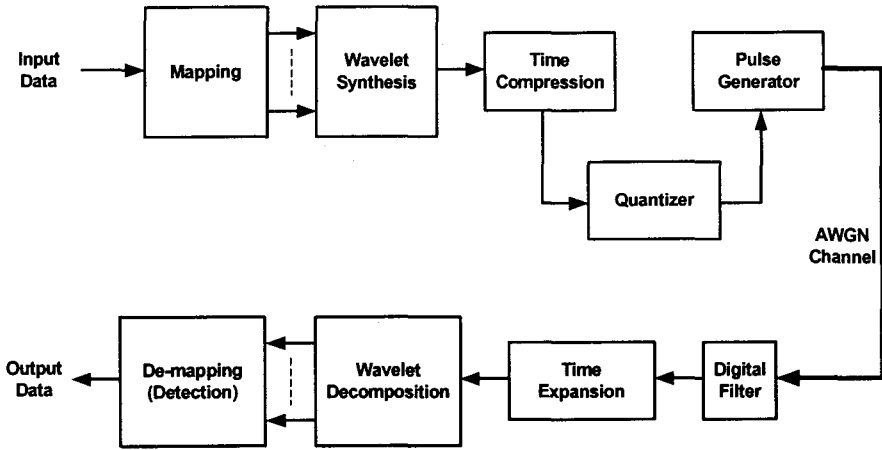 Input
Data
Mapping
Wavelet
Synthesis
Time
Compression
Pulse
Generator
Quantizer
AWGN
Channel
Output
Data
De-mapping
(Detection)
Wavelet
Decomposition
Time
Expansion
Digital
Filter